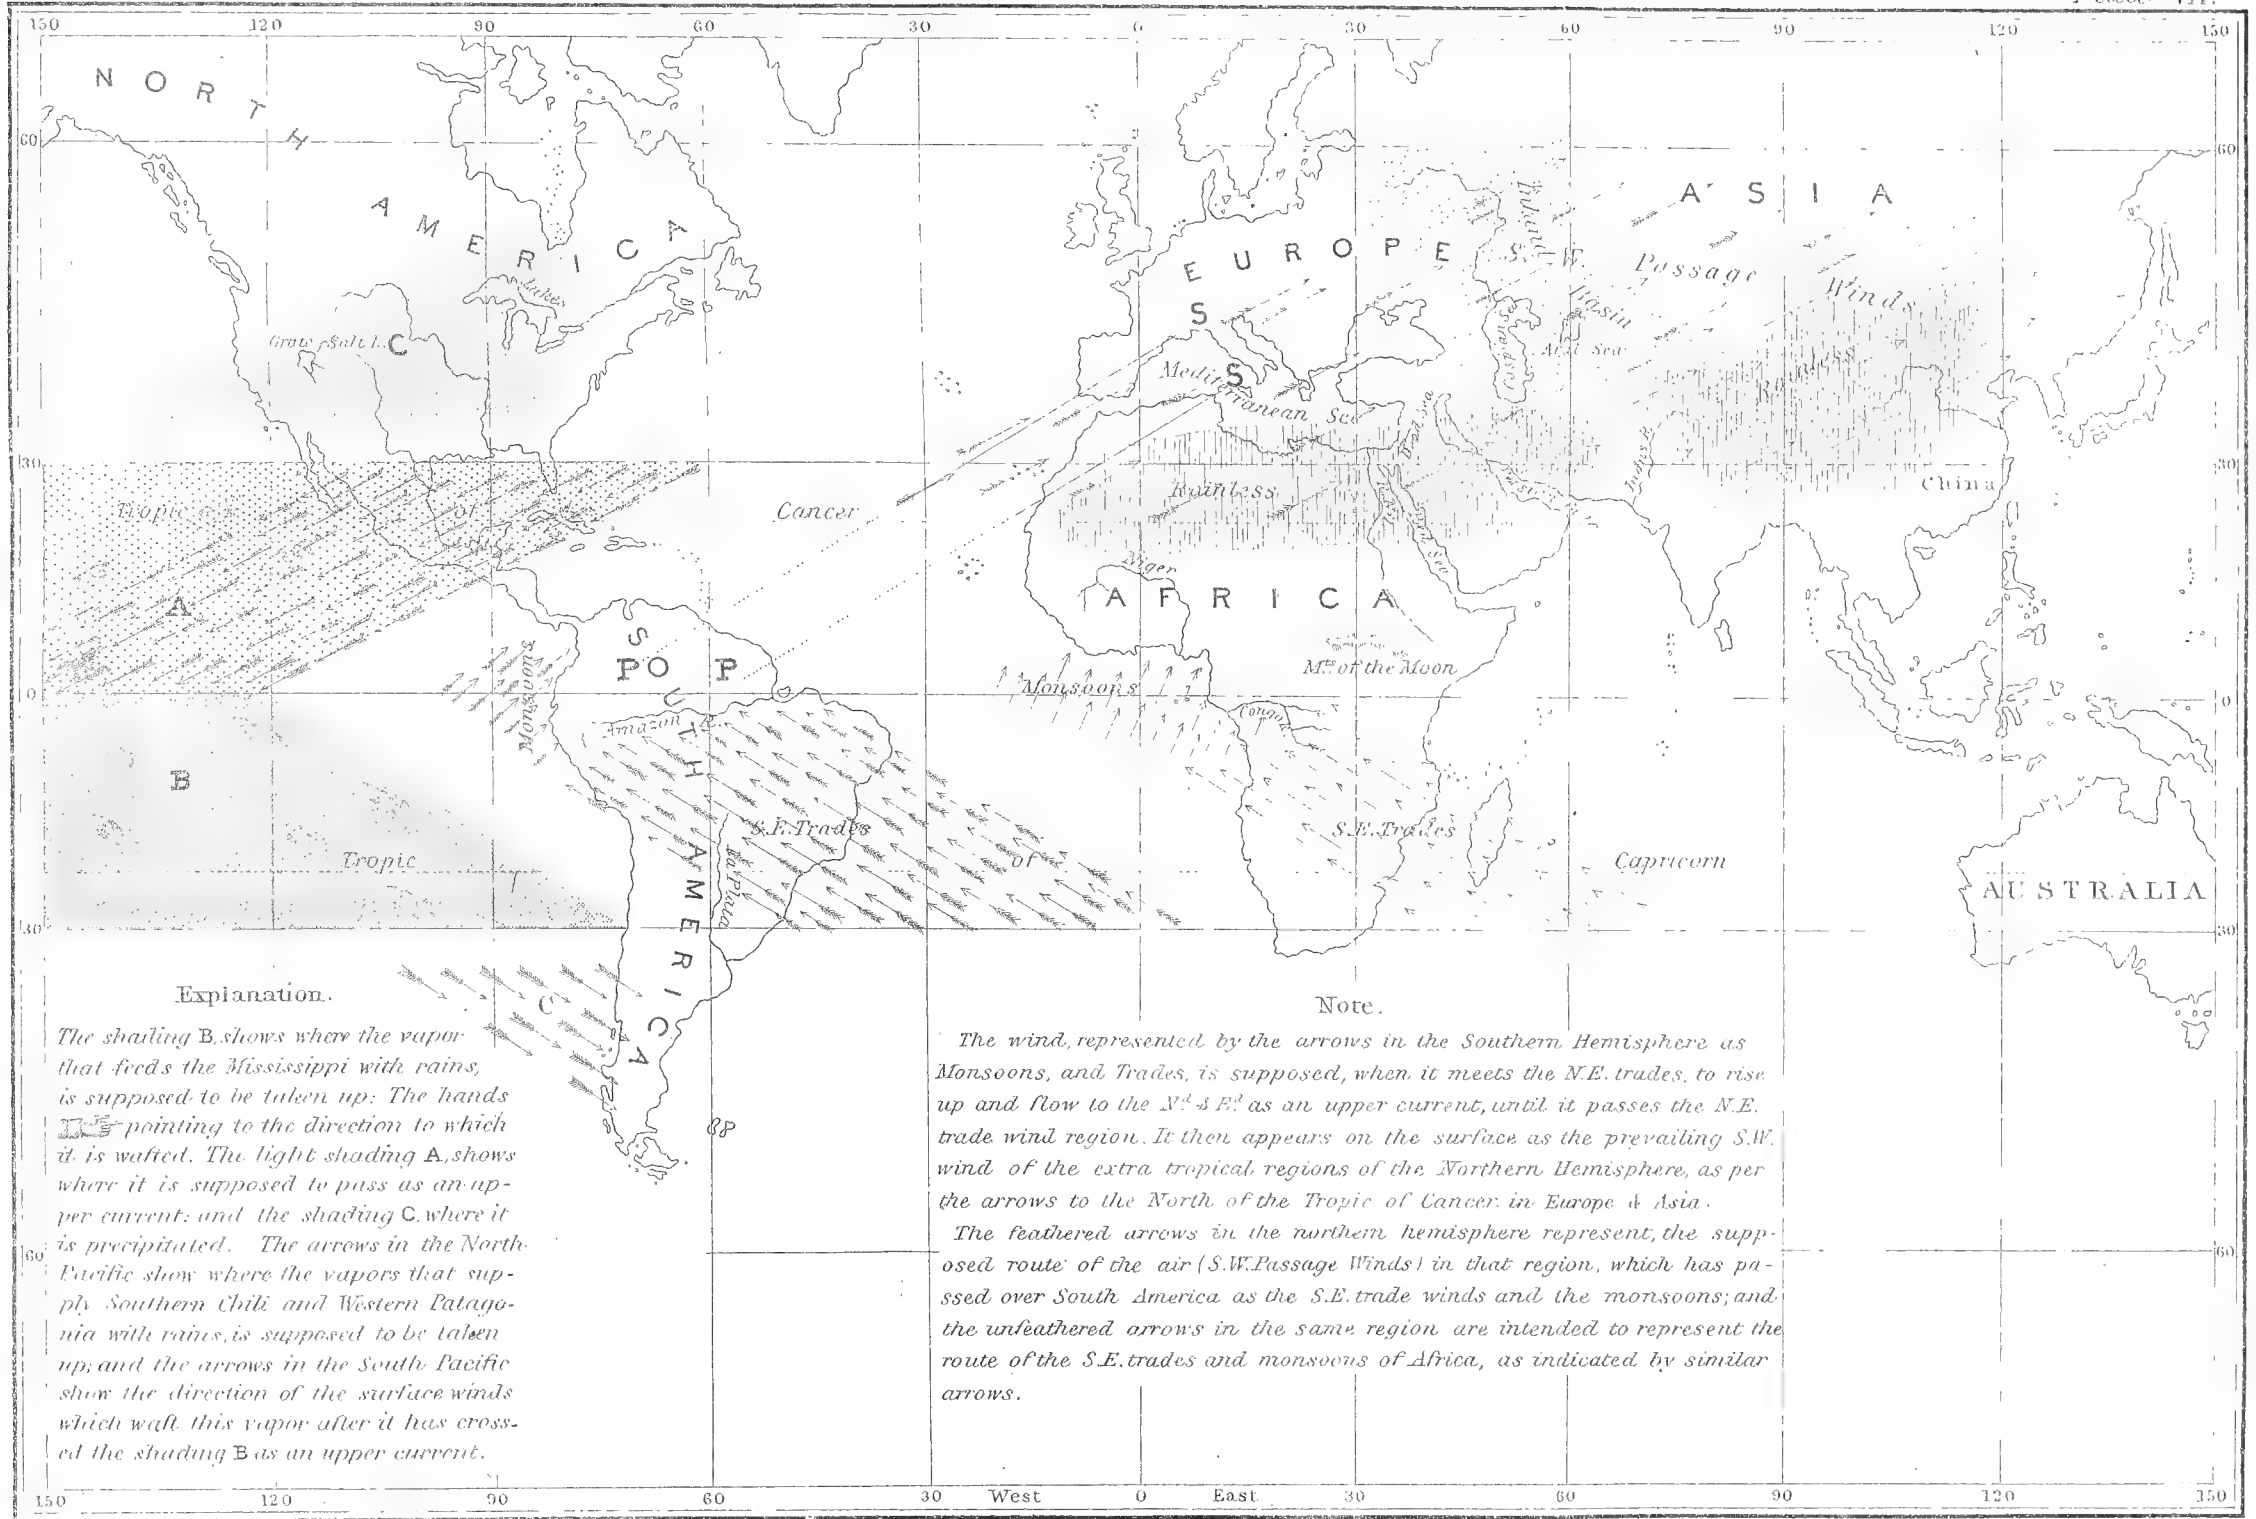 150 120 90 60 30 0 30 60 90 120 150
NORTH AMERICA
60 60
ASIA
EUROPE
Inland Basin
S.W. Passage Winds
Lakes
Great Salt L.
C
S
S
Caspian
Aral Sea
Mediterranean Sea
Rainless
30 30
Indus R.
China
Tropic of Cancer
Rainless
Red Sea
Niger
AFRICA
A
SOUTH AMERICA
P P
Monsoons
Mts of the Moon
Monsoons
0 0
Amazon R.
Congo
B
S.E. Trades
S.E. Trades
Tropic of Capricorn
La Plata
AUSTRALIA
30 30
C
Explanation.
The shading B, shows where the vapor
that feeds the Mississippi with rains,
is supposed to be taken up: The hands
pointing to the direction to which
it is wafted. The light shading A, shows
where it is supposed to pass as an up-
per current: and the shading C, where it
is precipitated. The arrows in the North
Pacific show where the vapors that sup-
ply Southern Chili and Western Patago-
nia with rains, is supposed to be taken
up; and the arrows in the South Pacific
show the direction of the surface winds
which waft this vapor after it has cross-
ed the shading B as an upper current.
88
Note.
The wind, represented by the arrows in the Southern Hemisphere as
Monsoons, and Trades, is supposed, when it meets the N.E. trades, to rise
up and flow to the Nd & Ed as an upper current, until it passes the N.E.
trade wind region. It then appears on the surface as the prevailing S.W.
wind of the extra tropical regions of the Northern Hemisphere, as per
the arrows to the North of the Tropic of Cancer in Europe & Asia.
The feathered arrows in the northern hemisphere represent, the supp-
osed route of the air (S.W. Passage Winds) in that region, which has pa-
ssed over South America as the S.E. trade winds and the monsoons; and
the unfeathered arrows in the same region are intended to represent the
route of the S.E. trades and monsoons of Africa, as indicated by similar
arrows.
60 60
150 120 90 60 30 West 0 East 30 60 90 120 150